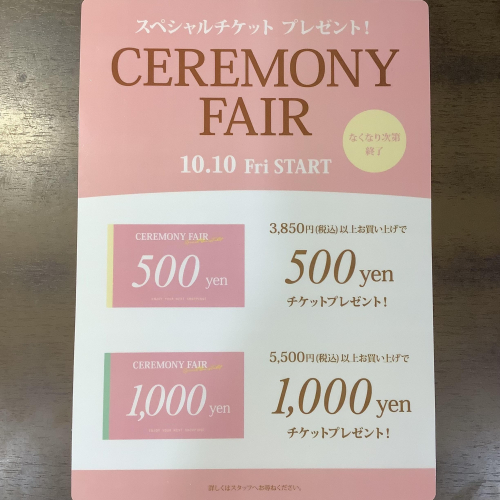 スペシャルチケット プレゼント！
CEREMONY
FAIR
なくなり次第
終了
10.10 Fri START
CEREMONY FAIR
500 yen
3,850円(税込)以上お買い上げで
500 yen
チケットプレゼント！
CEREMONY FAIR
1,000 yen
5,500円(税込)以上お買い上げで
1,000 yen
チケットプレゼント！
詳しくはスタッフへお尋ねください。